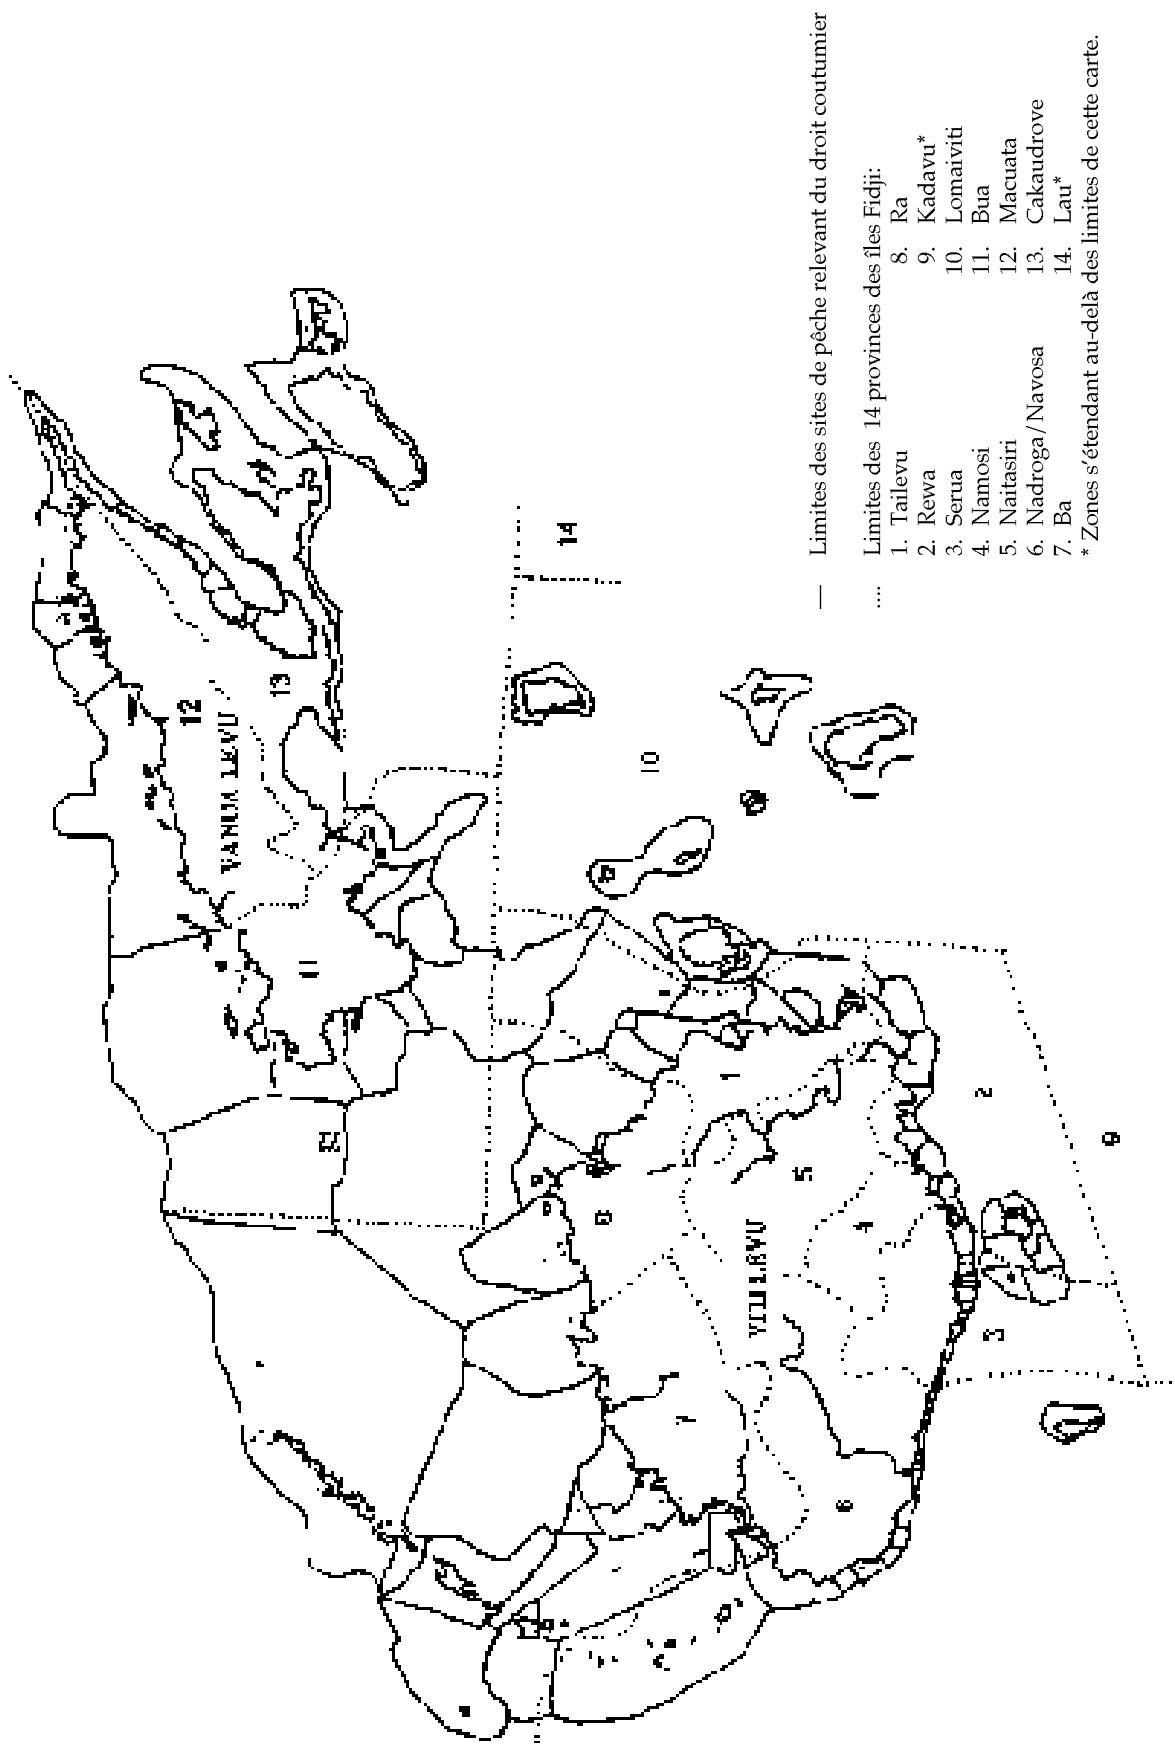 VANUA LEVU
VITI LEVU
1
2
3
4
5
6
7
8
9
10
11
12
13
14
— Limites des sites de pêche relevant du droit coutumier
.... Limites des 14 provinces des îles Fidji:
1. Tailevu 8. Ra
2. Rewa 9. Kadavu*
3. Serua 10. Lomaiviti
4. Namosi 11. Bua
5. Naitasiri 12. Macuata
6. Nadroga/Navosa 13. Cakaudrove
7. Ba 14. Lau*
* Zones s'étendant au-delà des limites de cette carte.